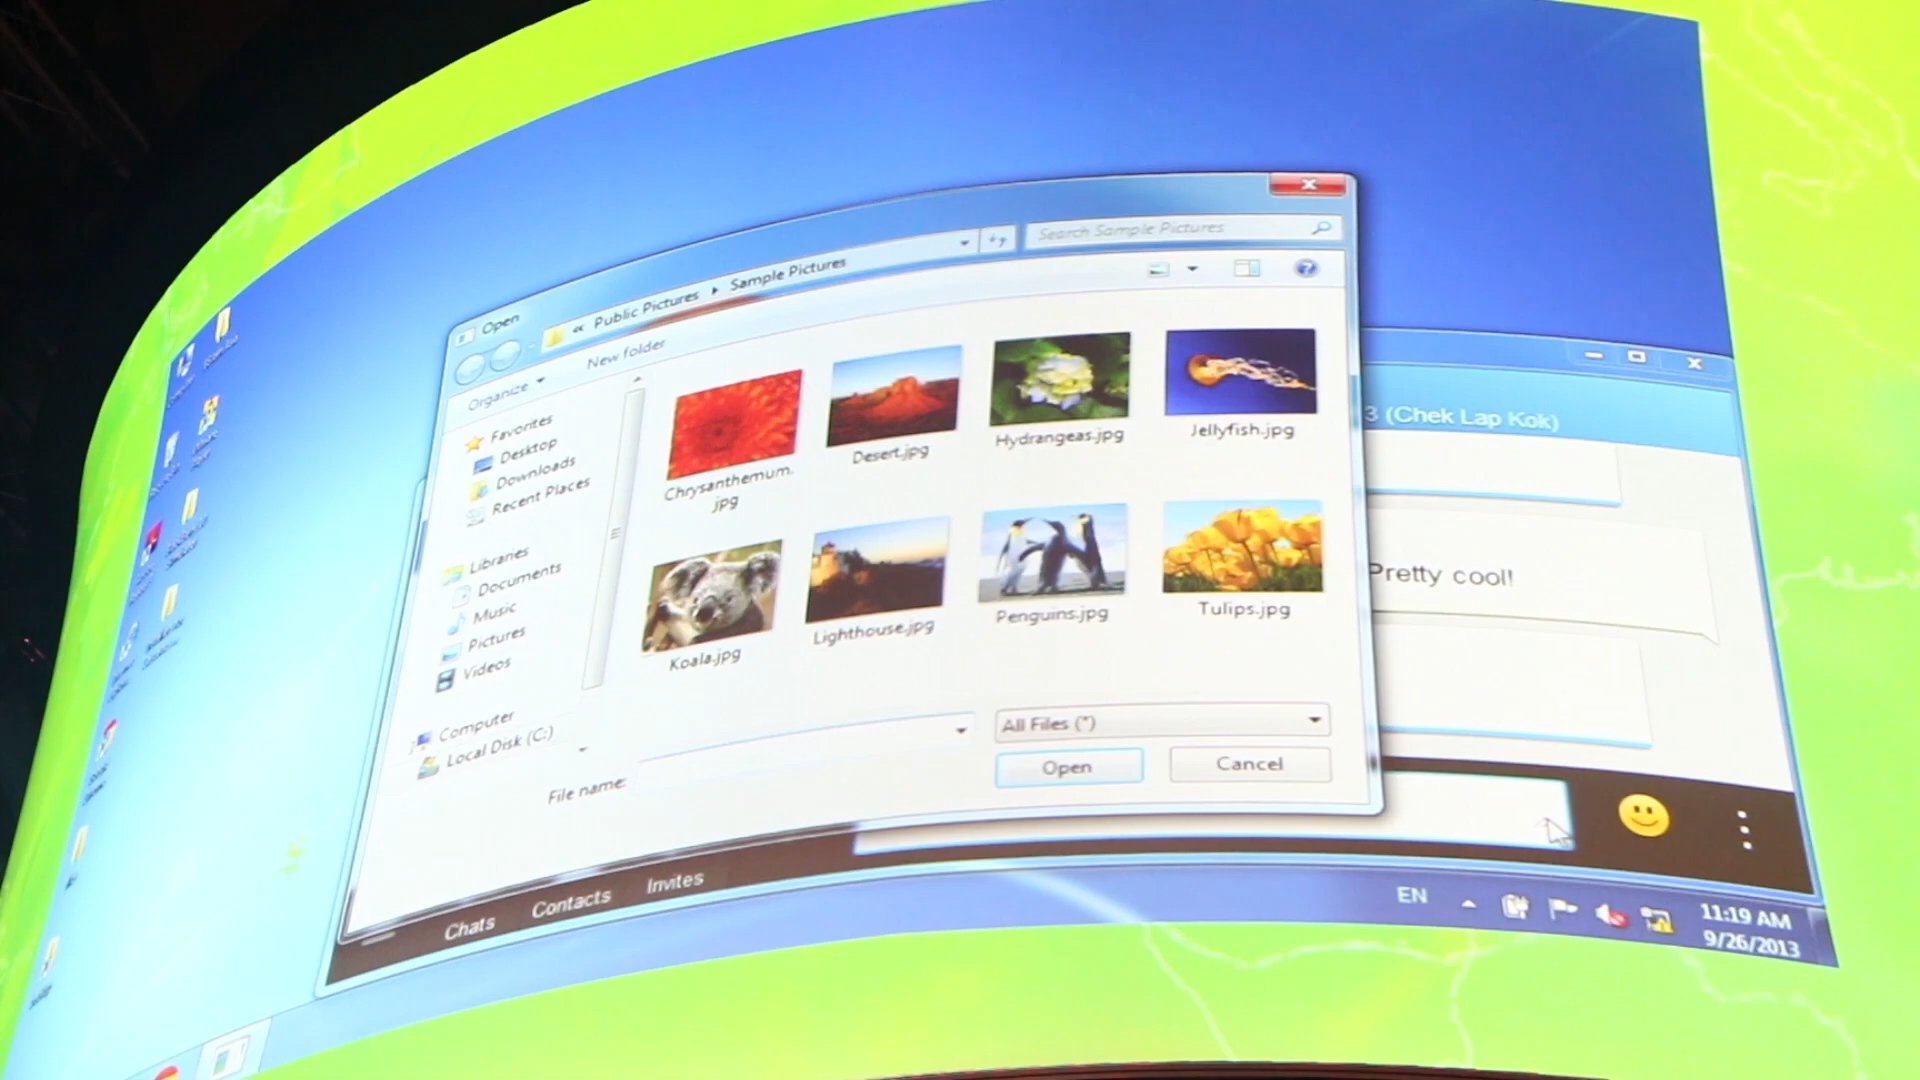 Open
« Public Pictures ▸ Sample Pictures
Search Sample Pictures
Organize
New folder
Favorites
Desktop
Downloads
Recent Places
Libraries
Documents
Music
Pictures
Videos
Computer
Local Disk (C:)
Chrysanthemum.
jpg
Desert.jpg
Hydrangeas.jpg
Jellyfish.jpg
Koala.jpg
Lighthouse.jpg
Penguins.jpg
Tulips.jpg
File name:
All Files (*)
Open
Cancel
3 (Chek Lap Kok)
Pretty cool!
Chats
Contacts
Invites
EN
11:19 AM
9/26/2013